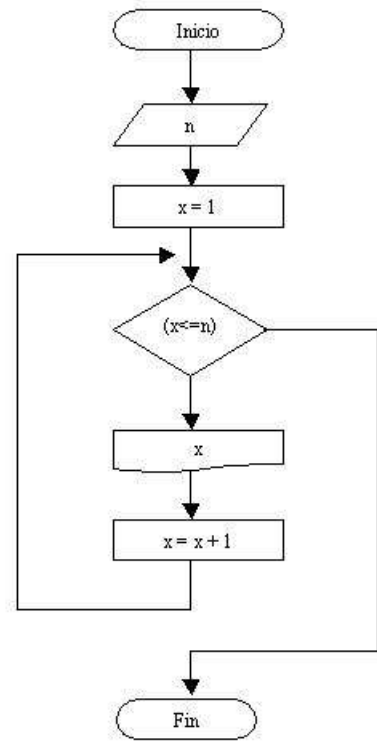 Inicio
n
x = 1
(x<=n)
x
x = x + 1
Fin